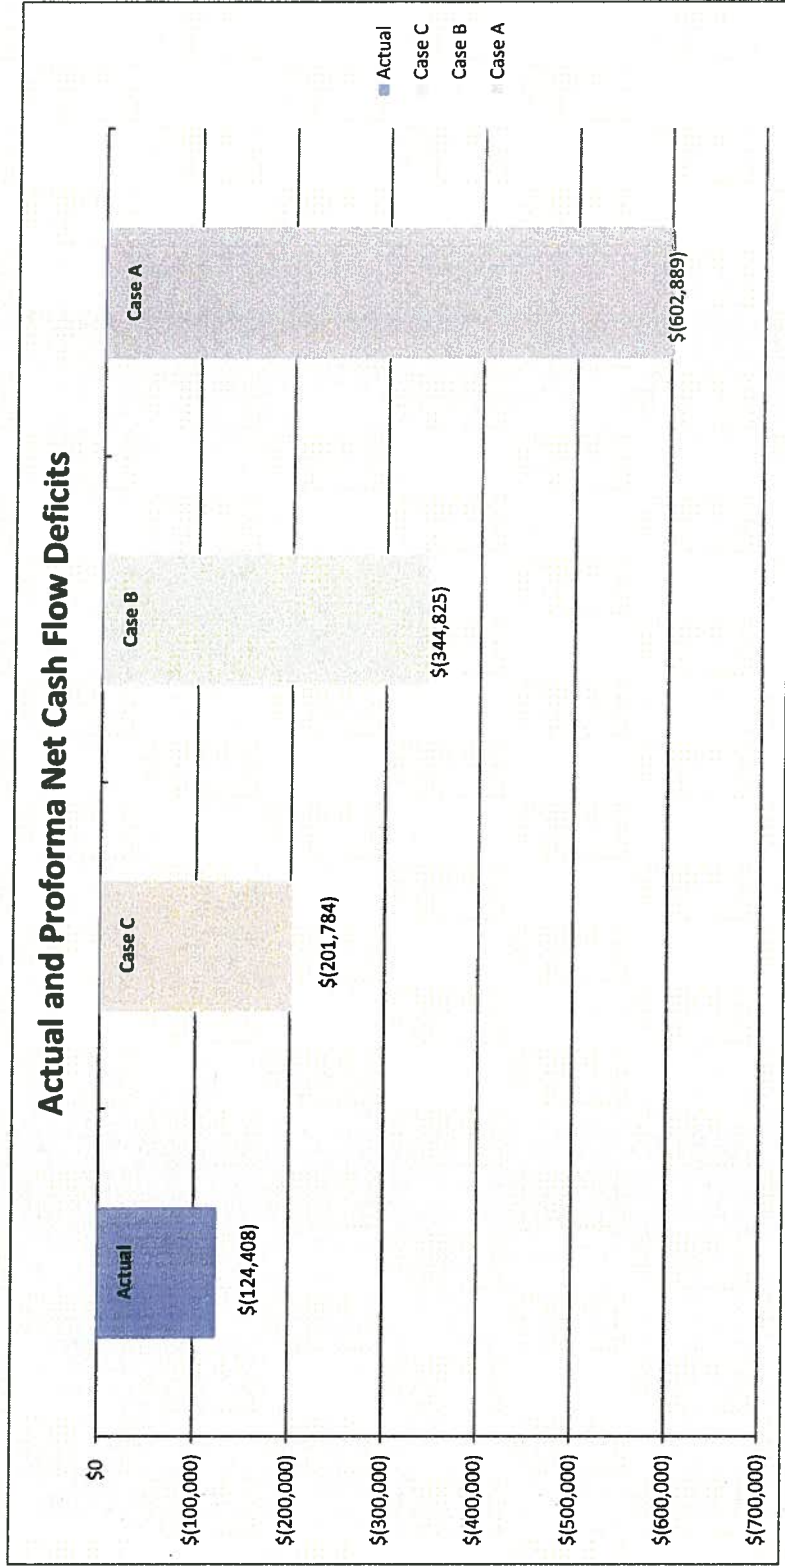 Actual and Proforma Net Cash Flow Deficits
$0
$(100,000)
$(200,000)
$(300,000)
$(400,000)
$(500,000)
$(600,000)
$(700,000)
Actual
$(124,408)
Case C
$(201,784)
Case B
$(344,825)
Case A
$(602,889)
Actual
Case C
Case B
Case A